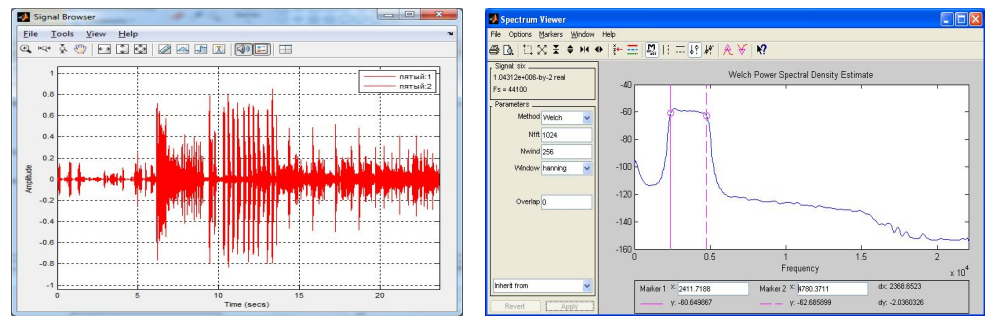 Signal Browser
File Tools View Help
пятый:1
пятый:2
1
0.8
0.6
0.4
0.2
0
-0.2
-0.4
-0.6
-0.8
-1
Amplitude
0 5 10 15 20
Time (secs)
Spectrum Viewer
File Options Markers Window Help
Signal: six
1.04312e+006-by-2 real
Fs = 44100
Parameters
Method Welch
Nfft 1024
Nwind 256
Window hanning
Overlap 0
Inherit from
Revert Apply
Welch Power Spectral Density Estimate
-40
-60
-80
-100
-120
-140
-160
0 0.5 1 1.5 2
Frequency
x 10^4
Marker 1 X: 2411.7188 Marker 2 X: 4780.3711 dx: 2368.6523
y: -60.649867 y: -62.685899 dy: -2.0360326